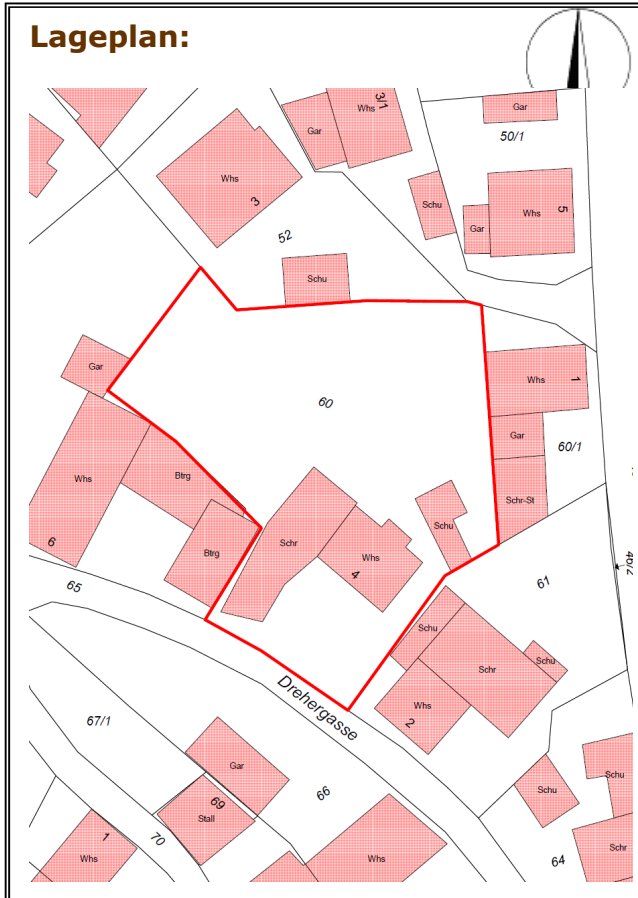 Lageplan:
3/1
Whs
Gar
Gar
50/1
Whs
3
Schu
Gar
Whs
5
52
Schu
Gar
60
Whs
1
Gar
60/1
Whs
Btrg
Schr-St
Schu
Schr
Btrg
Whs
4
6
65
61
46/2
Schu
Schr
Schu
Whs
2
Drehergasse
67/1
Gar
66
69
Stall
70
1
Whs
Whs
Schu
Schu
Schr
64